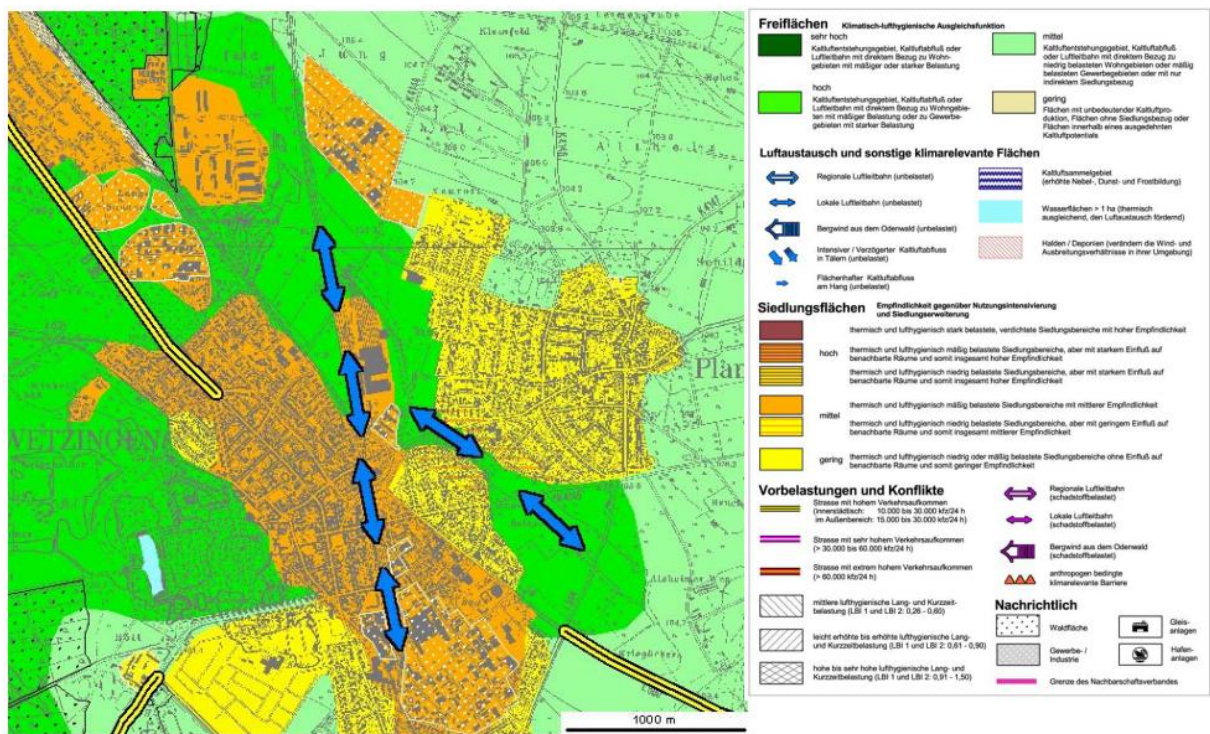 WETZINGEN
Plan
1000 m
Freiflächen Klimatisch-lufthygienische Ausgleichsfunktion
sehr hoch
Kaltluftentstehungsgebiet, Kaltluftabfluß oder
Luftleitbahn mit direktem Bezug zu Wohn-
gebieten mit mäßiger oder starker Belastung
hoch
Kaltluftentstehungsgebiet, Kaltluftabfluß oder
Luftleitbahn mit direktem Bezug zu Wohngebie-
ten mit mäßiger Belastung oder zu Gewerbe-
gebieten mit starker Belastung
mittel
Kaltluftentstehungsgebiet, Kaltluftabfluß
oder Luftleitbahn mit direktem Bezug zu
niedrig belasteten Wohngebieten oder mäßig
belasteten Gewerbegebieten oder mit nur
indirektem Siedlungsbezug
gering
Flächen mit unbedeutender Kaltluftpro-
duktion, Flächen ohne Siedlungsbezug oder
Flächen innerhalb eines ausgedehnten
Kaltluftpotentials
Luftaustausch und sonstige klimarelevante Flächen
Regionale Luftleitbahn (unbelastet)
Lokale Luftleitbahn (unbelastet)
Bergwind aus dem Odenwald (unbelastet)
Intensiver / Verzögerter Kaltluftabfluss
in Tälern (unbelastet)
Flächenhafter Kaltluftabfluss
am Hang (unbelastet)
Kaltluftsammelgebiet
(erhöhte Nebel-, Dunst- und Frostbildung)
Wasserflächen > 1 ha (thermisch
ausgleichend, den Luftaustausch fördernd)
Halden / Deponien (verändern die Wind- und
Ausbreitungsverhältnisse in ihrer Umgebung)
Siedlungsflächen Empfindlichkeit gegenüber Nutzungsintensivierung
und Siedlungserweiterung
thermisch und lufthygienisch stark belastete, verdichtete Siedlungsbereiche mit hoher Empfindlichkeit
hoch
thermisch und lufthygienisch mäßig belastete Siedlungsbereiche, aber mit starkem Einfluß auf
benachbarte Räume und somit insgesamt hoher Empfindlichkeit
thermisch und lufthygienisch niedrig belastete Siedlungsbereiche, aber mit starkem Einfluß auf
benachbarte Räume und somit insgesamt hoher Empfindlichkeit
mittel
thermisch und lufthygienisch mäßig belastete Siedlungsbereiche mit mittlerer Empfindlichkeit
thermisch und lufthygienisch niedrig belastete Siedlungsbereiche, aber mit geringem Einfluß auf
benachbarte Räume und somit insgesamt mittlerer Empfindlichkeit
gering
thermisch und lufthygienisch niedrig oder mäßig belastete Siedlungsbereiche ohne Einfluß auf
benachbarte Räume und somit geringer Empfindlichkeit
Vorbelastungen und Konflikte
Strasse mit hohem Verkehrsaufkommen
(innerstädtisch: 10.000 bis 30.000 kfz/24 h
im Außenbereich: 15.000 bis 30.000 kfz/24 h)
Strasse mit sehr hohem Verkehrsaufkommen
(> 30.000 bis 60.000 kfz/24 h)
Strasse mit extrem hohem Verkehrsaufkommen
(> 60.000 kfz/24 h)
mittlere lufthygienische Lang- und Kurzzeit-
belastung (LBI 1 und LBI 2: 0,26 - 0,60)
leicht erhöhte bis erhöhte lufthygienische Lang-
und Kurzzeitbelastung (LBI 1 und LBI 2: 0,61 - 0,90)
hohe bis sehr hohe lufthygienische Lang- und
Kurzzeitbelastung (LBI 1 und LBI 2: 0,91 - 1,50)
Regionale Luftleitbahn
(schadstoffbelastet)
Lokale Luftleitbahn
(schadstoffbelastet)
Bergwind aus dem Odenwald
(schadstoffbelastet)
anthropogen bedingte
klimarelevante Barriere
Nachrichtlich
Waldfläche
Gleis-
anlagen
Gewerbe- /
Industrie
Hafen-
anlagen
Grenze des Nachbarschaftsverbandes